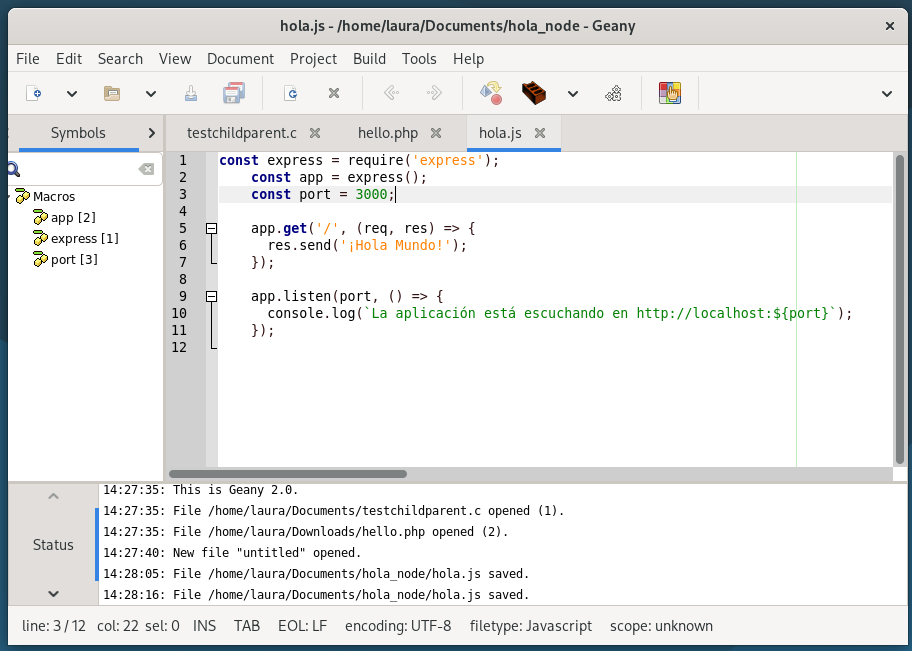 hola.js - /home/laura/Documents/hola_node - Geany
File Edit Search View Document Project Build Tools Help
Symbols testchildparent.c hello.php hola.js
Macros
app [2]
express [1]
port [3]
1 const express = require('express');
2 const app = express();
3 const port = 3000;
4
5 app.get('/', (req, res) => {
6 res.send('¡Hola Mundo!');
7 });
8
9 app.listen(port, () => {
10 console.log(`La aplicación está escuchando en http://localhost:${port}`);
11 });
12
Status
14:27:35: This is Geany 2.0.
14:27:35: File /home/laura/Documents/testchildparent.c opened (1).
14:27:35: File /home/laura/Downloads/hello.php opened (2).
14:27:40: New file "untitled" opened.
14:28:05: File /home/laura/Documents/hola_node/hola.js saved.
14:28:16: File /home/laura/Documents/hola_node/hola.js saved.
line: 3 / 12 col: 22 sel: 0 INS TAB EOL: LF encoding: UTF-8 filetype: Javascript scope: unknown